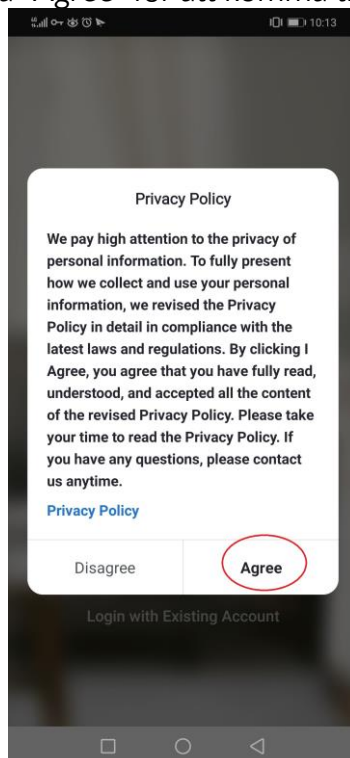 "Agree" för att komma
10:13
Privacy Policy
We pay high attention to the privacy of
personal information. To fully present
how we collect and use your personal
information, we revised the Privacy
Policy in detail in compliance with the
latest laws and regulations. By clicking I
Agree, you agree that you have fully read,
understood, and accepted all the content
of the revised Privacy Policy. Please take
your time to read the Privacy Policy. If
you have any questions, please contact
us anytime.
Privacy Policy
Disagree
Agree
Login with Existing Account